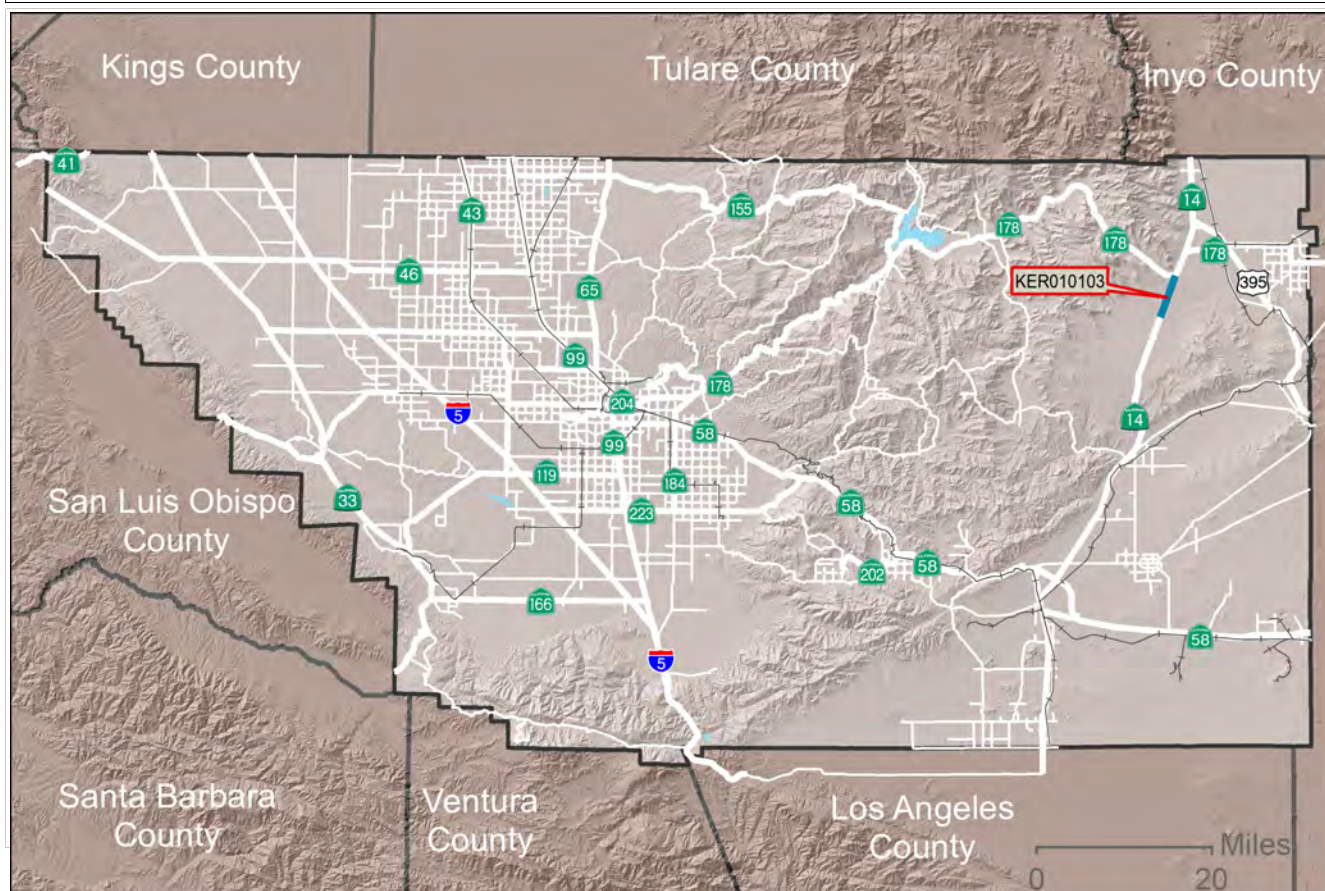 Kings County
Tulare County
Inyo County
41
14
43
155
178
178
178
46
395
65
KER010103
99
178
204
5
58
14
99
119
184
33
223
58
San Luis Obispo
County
58
202
166
58
5
Santa Barbara
County
Ventura
County
Los Angeles
County
Miles
0
20